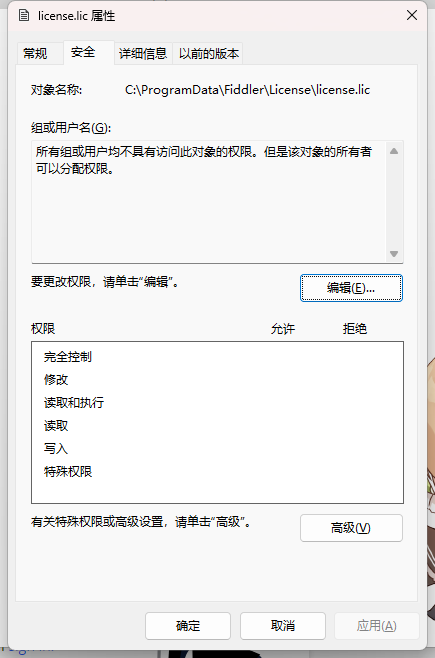 license.lic 属性
常规 安全 详细信息 以前的版本
对象名称: C:\ProgramData\Fiddler\License\license.lic
组或用户名(G):
所有组或用户均不具有访问此对象的权限。但是该对象的所有者
可以分配权限。
要更改权限，请单击“编辑”。
编辑(E)...
权限 允许 拒绝
完全控制
修改
读取和执行
读取
写入
特殊权限
有关特殊权限或高级设置，请单击“高级”。
高级(V)
确定 取消 应用(A)